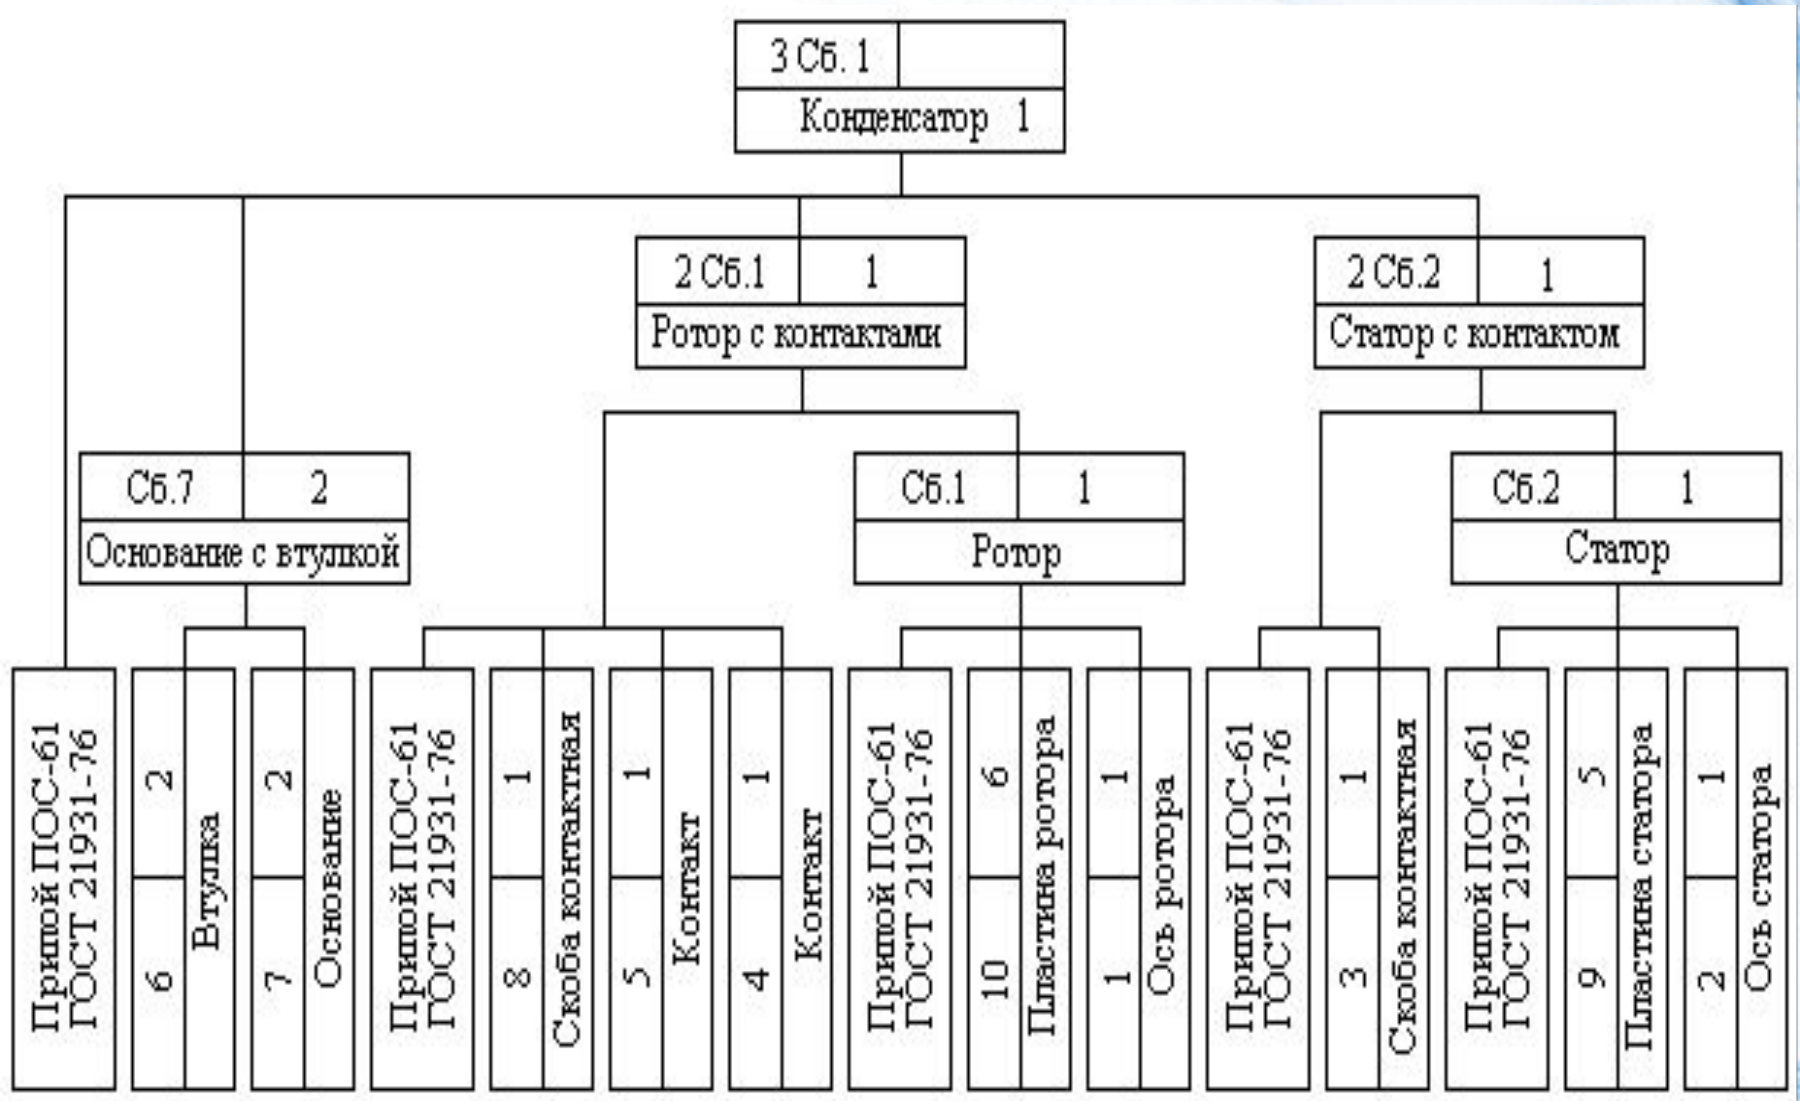 3 Сб. 1
Конденсатор 1
2 Сб.1 1
Ротор с контактами
2 Сб.2 1
Статор с контактом
Сб.7 2
Основание с втулкой
Сб.1 1
Ротор
Сб.2 1
Статор
Припой ПОС-61
ГОСТ 21931-76
6 2
Втулка
7 2
Основание
Припой ПОС-61
ГОСТ 21931-76
8 1
Скоба контактная
5 1
Контакт
4 1
Контакт
Припой ПОС-61
ГОСТ 21931-76
10 6
Пластина ротора
1 1
Ось ротора
Припой ПОС-61
ГОСТ 21931-76
3 1
Скоба контактная
Припой ПОС-61
ГОСТ 21931-76
9 5
Пластина статора
2 1
Ось статора